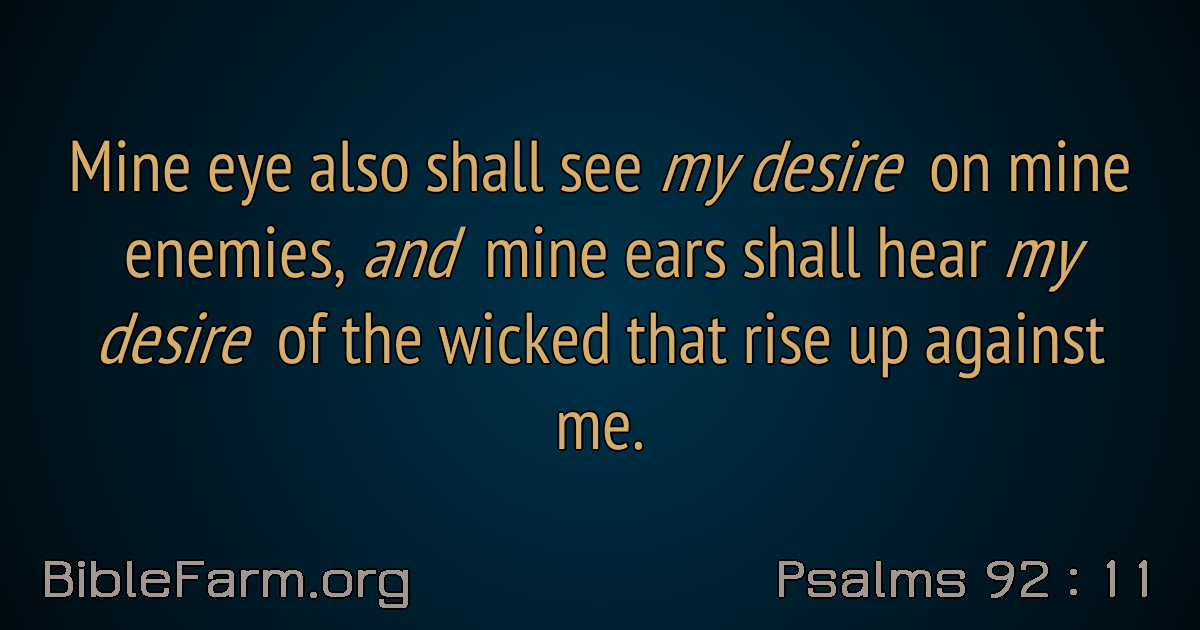 Mine eye also shall see my desire on mine
enemies, and mine ears shall hear my
desire of the wicked that rise up against
me.
BibleFarm.org
Psalms 92 : 11